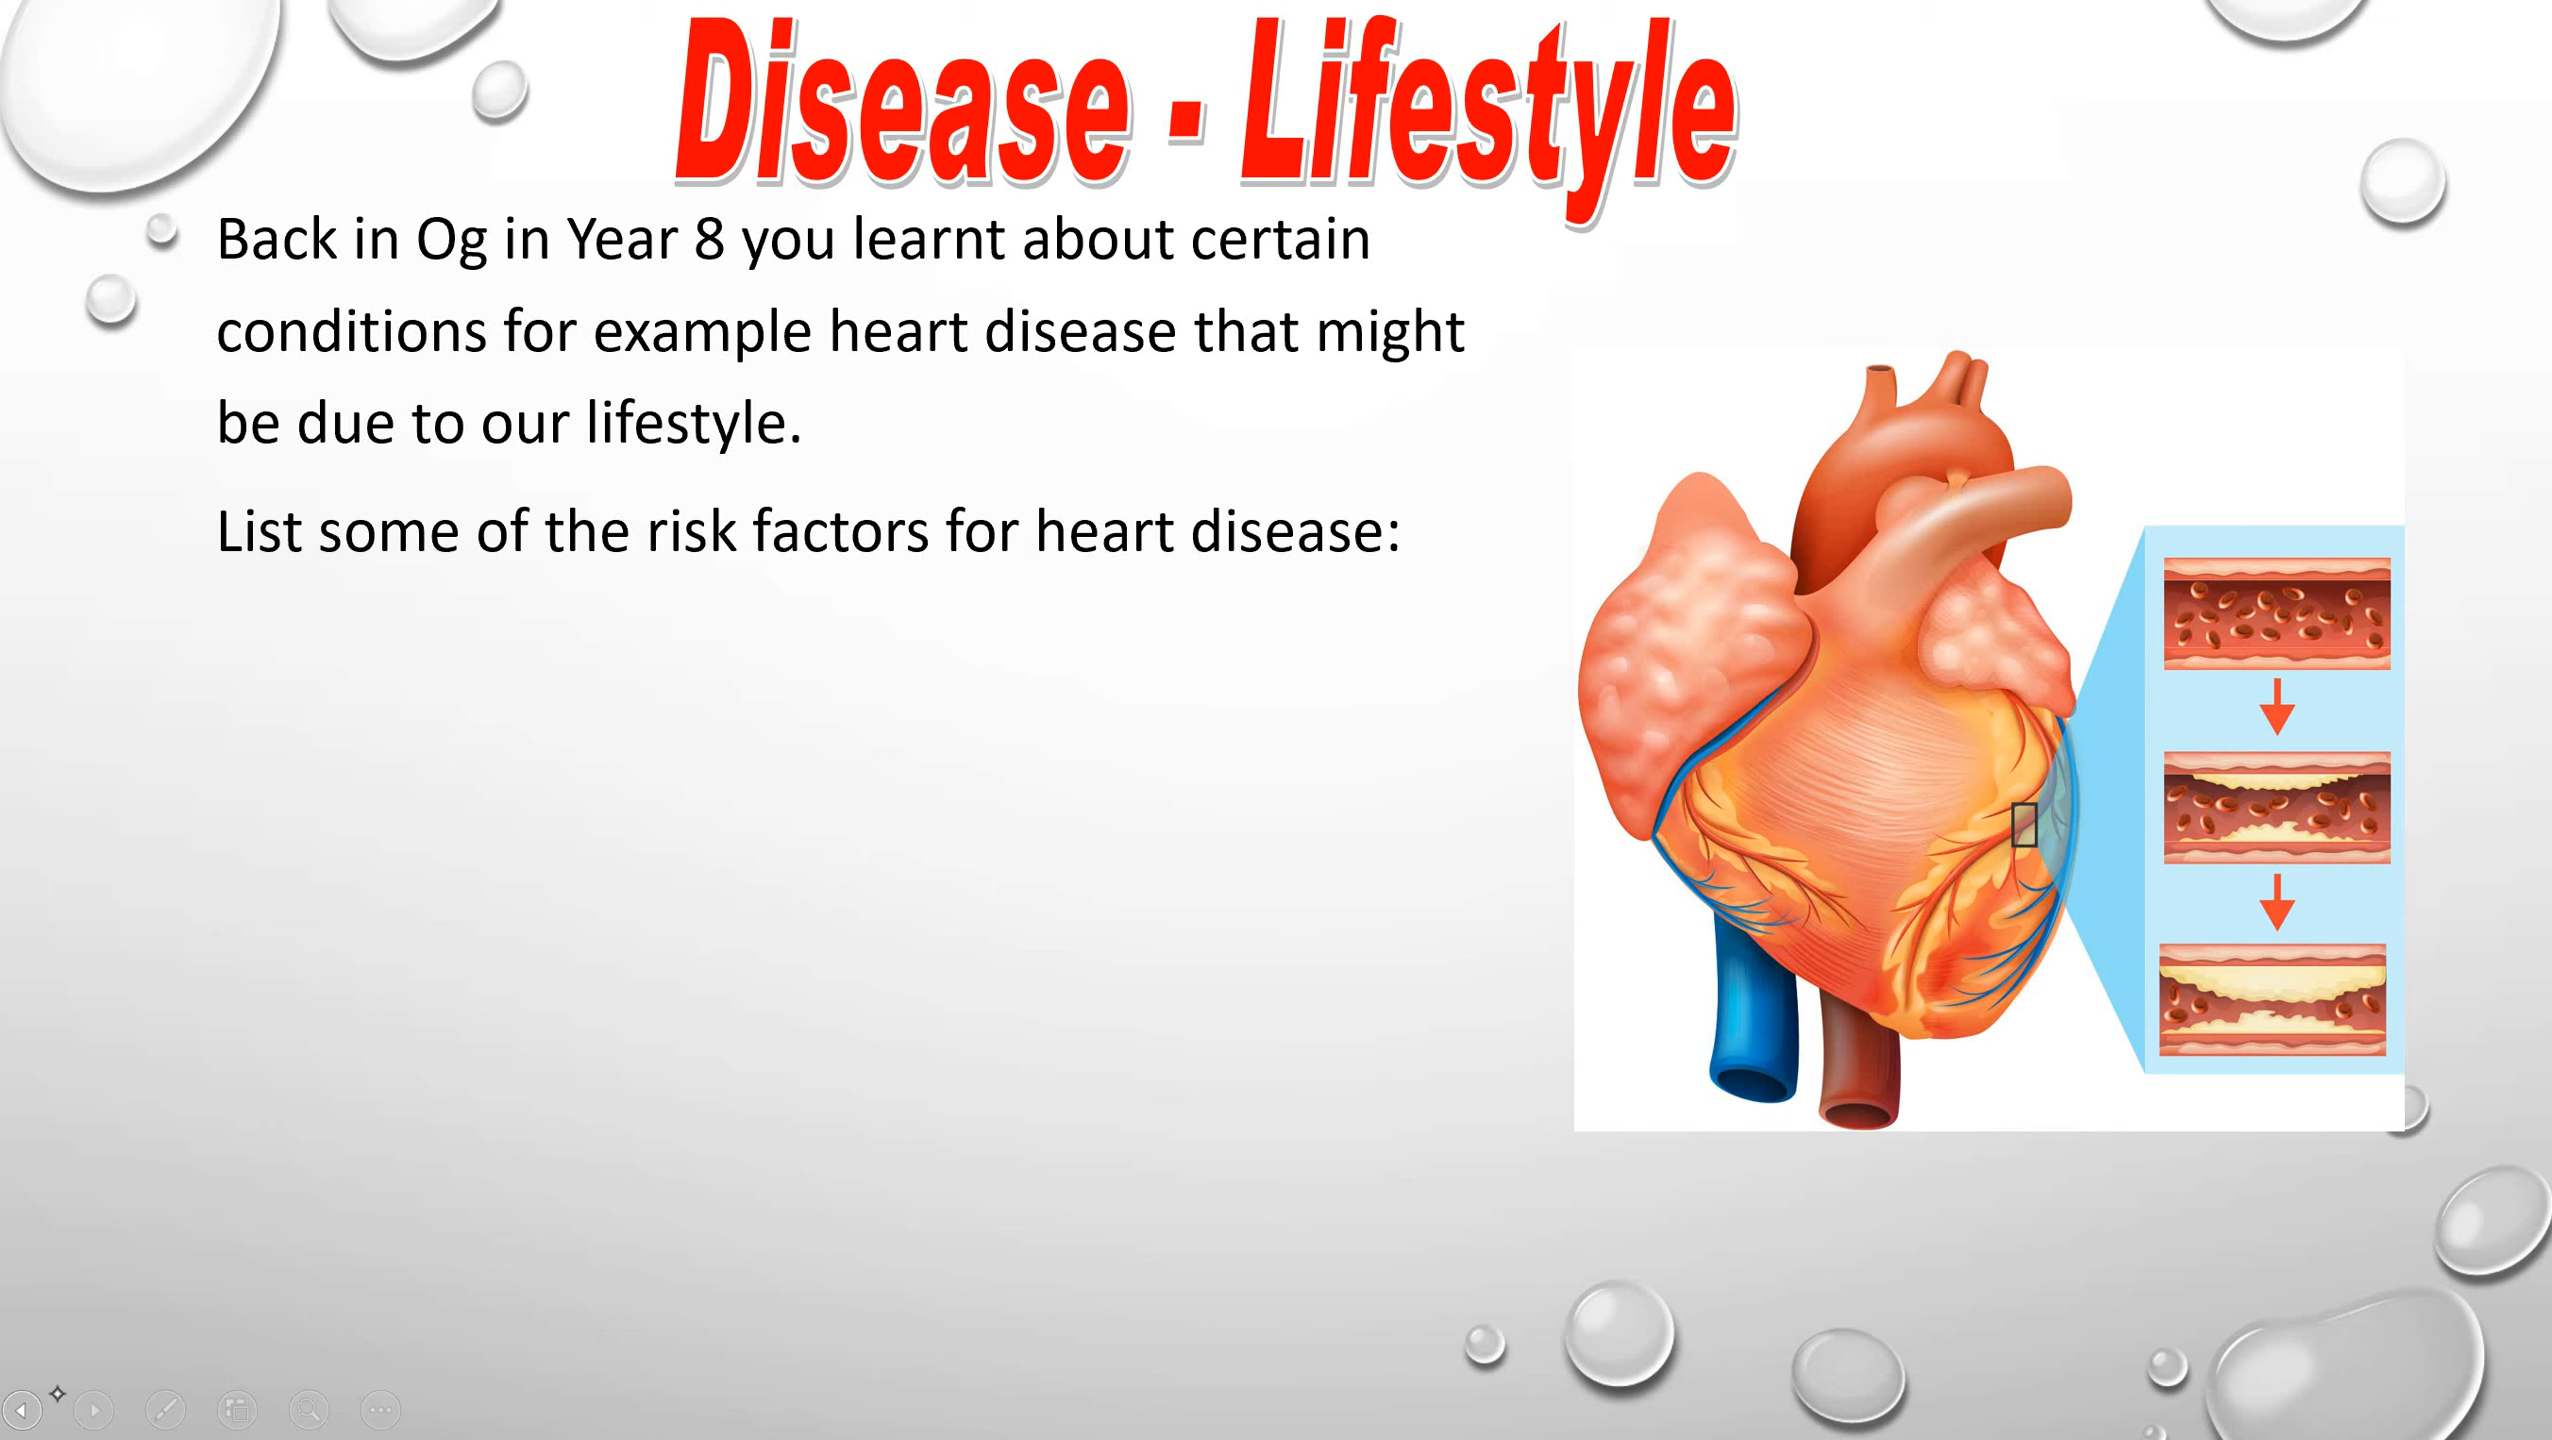 Disease - Lifestyle
Back in Og in Year 8 you learnt about certain
conditions for example heart disease that might
be due to our lifestyle.
List some of the risk factors for heart disease: